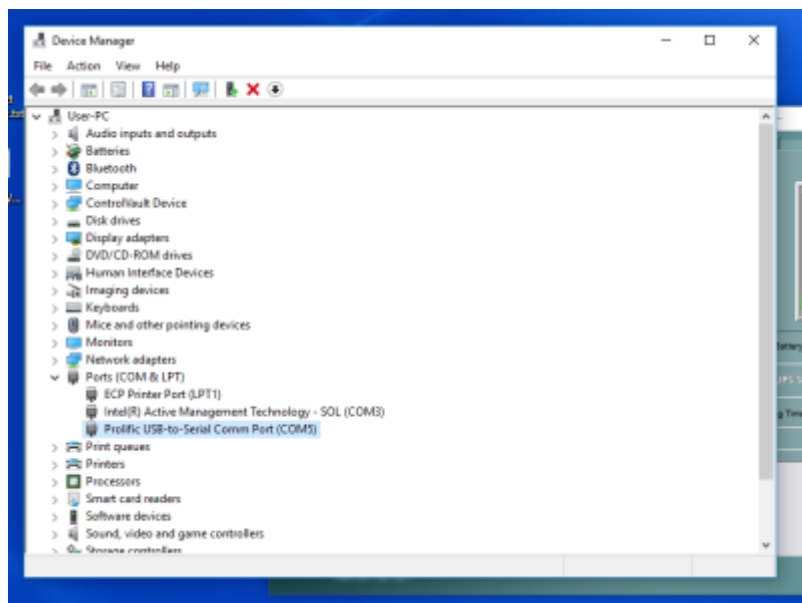 Device Manager
File Action View Help
User-PC
Audio inputs and outputs
Batteries
Bluetooth
Computer
ControlVault Device
Disk drives
Display adapters
DVD/CD-ROM drives
Human Interface Devices
Imaging devices
Keyboards
Mice and other pointing devices
Monitors
Network adapters
Ports (COM & LPT)
ECP Printer Port (LPT1)
Intel(R) Active Management Technology - SOL (COM3)
Prolific USB-to-Serial Comm Port (COM5)
Print queues
Printers
Processors
Smart card readers
Software devices
Sound, video and game controllers
Storage controllers